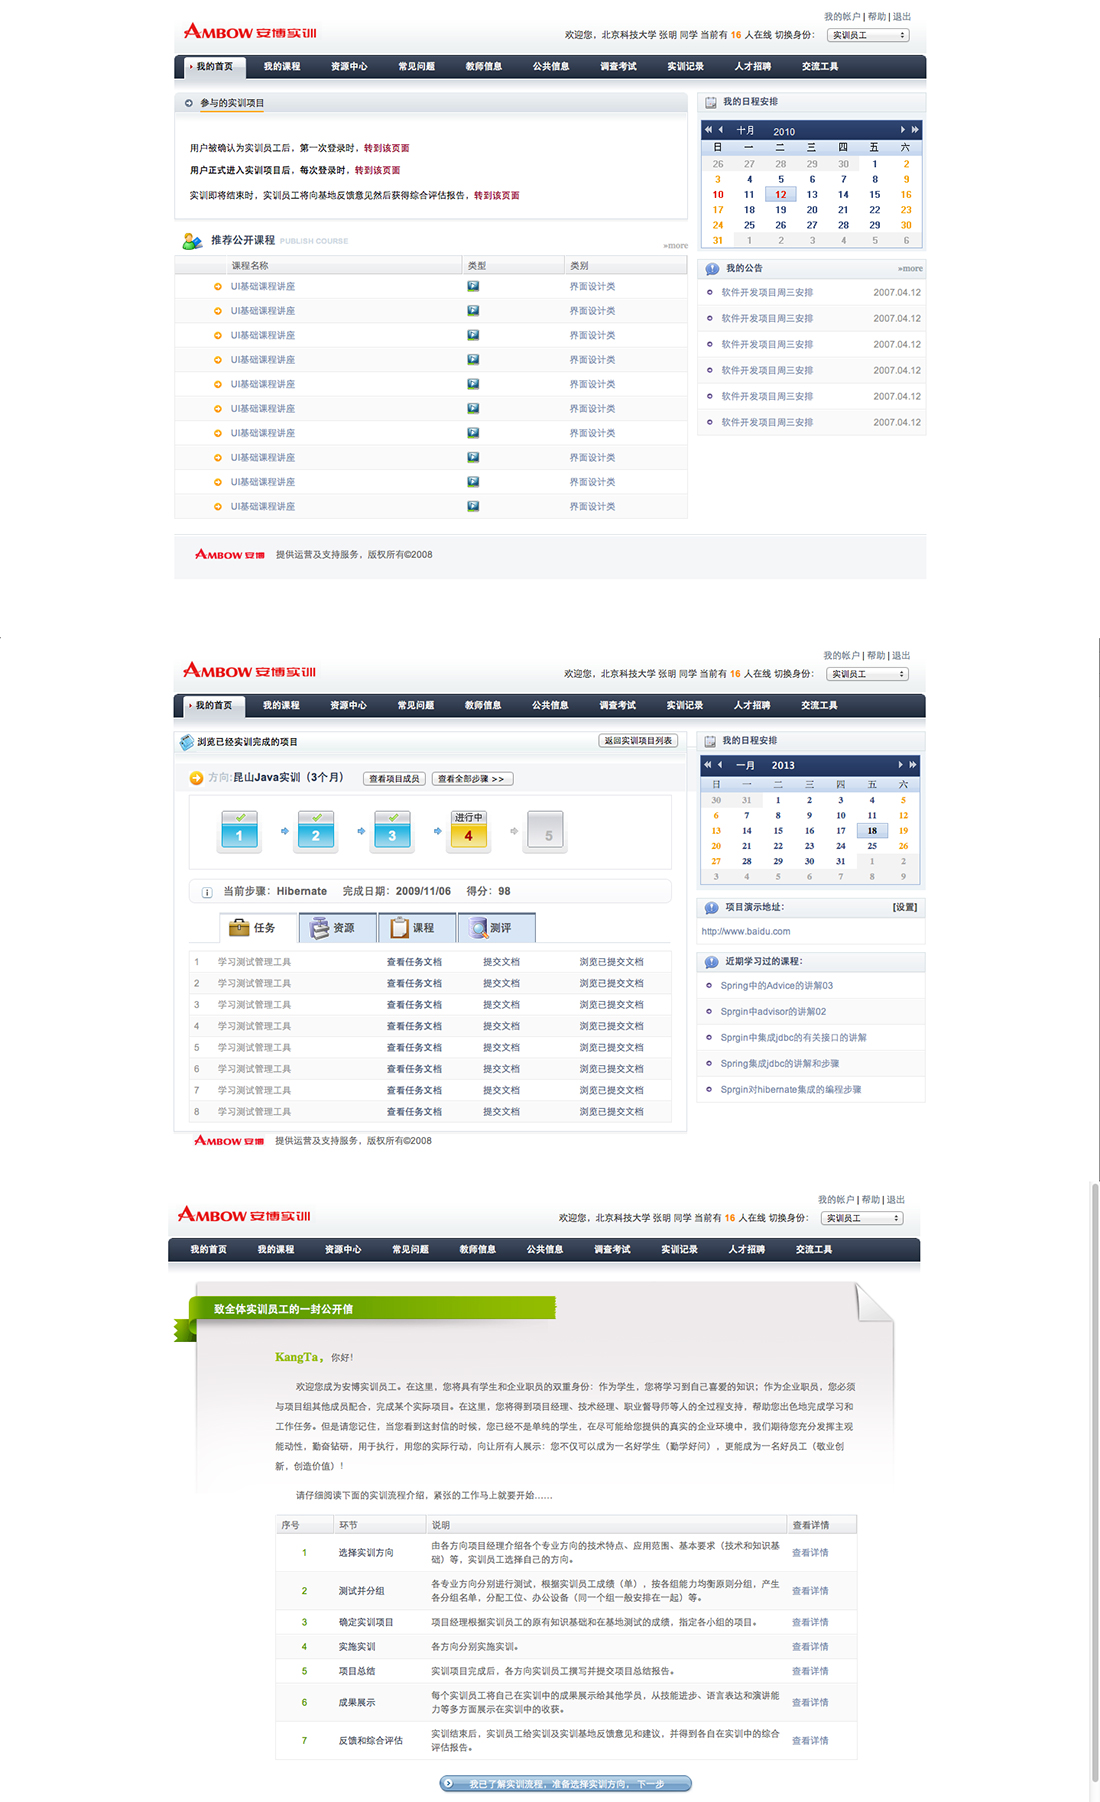 我的帐户 | 帮助 | 退出
AMBOW 安博实训
欢迎您，北京科技大学 张明 同学 当前有 16 人在线 切换身份： 实训员工
我的首页 我的课程 资源中心 常见问题 教师信息 公共信息 调查考试 实训记录 人才招聘 交流工具
参与的实训项目
用户被确认为实训员工后，第一次登录时，转到该页面
用户正式进入实训项目后，每次登录时，转到该页面
实训即将结束时，实训员工将向基地反馈意见然后获得综合评估报告，转到该页面
推荐公开课程 PUBLISH COURSE »more
课程名称 类型 类别
UI基础课程讲座 界面设计类
UI基础课程讲座 界面设计类
UI基础课程讲座 界面设计类
UI基础课程讲座 界面设计类
UI基础课程讲座 界面设计类
UI基础课程讲座 界面设计类
UI基础课程讲座 界面设计类
UI基础课程讲座 界面设计类
UI基础课程讲座 界面设计类
UI基础课程讲座 界面设计类
我的日程安排
十月 2010
日 一 二 三 四 五 六
26 27 28 29 30 1 2
3 4 5 6 7 8 9
10 11 12 13 14 15 16
17 18 19 20 21 22 23
24 25 26 27 28 29 30
31 1 2 3 4 5 6
我的公告 »more
软件开发项目周三安排 2007.04.12
软件开发项目周三安排 2007.04.12
软件开发项目周三安排 2007.04.12
软件开发项目周三安排 2007.04.12
软件开发项目周三安排 2007.04.12
软件开发项目周三安排 2007.04.12
AMBOW 安博 提供运营及支持服务，版权所有©2008
我的帐户 | 帮助 | 退出
AMBOW 安博实训
欢迎您，北京科技大学 张明 同学 当前有 16 人在线 切换身份： 实训员工
我的首页 我的课程 资源中心 常见问题 教师信息 公共信息 调查考试 实训记录 人才招聘 交流工具
浏览已经实训完成的项目 返回实训项目列表
方向:昆山Java实训（3个月） 查看项目成员 查看全部步骤 >>
进行中
1 2 3 4 5
当前步骤：Hibernate 完成日期：2009/11/06 得分：98
任务 资源 课程 测评
1 学习测试管理工具 查看任务文档 提交文档 浏览已提交文档
2 学习测试管理工具 查看任务文档 提交文档 浏览已提交文档
3 学习测试管理工具 查看任务文档 提交文档 浏览已提交文档
4 学习测试管理工具 查看任务文档 提交文档 浏览已提交文档
5 学习测试管理工具 查看任务文档 提交文档 浏览已提交文档
6 学习测试管理工具 查看任务文档 提交文档 浏览已提交文档
7 学习测试管理工具 查看任务文档 提交文档 浏览已提交文档
8 学习测试管理工具 查看任务文档 提交文档 浏览已提交文档
我的日程安排
一月 2013
日 一 二 三 四 五 六
30 31 1 2 3 4 5
6 7 8 9 10 11 12
13 14 15 16 17 18 19
20 21 22 23 24 25 26
27 28 29 30 31 1 2
3 4 5 6 7 8 9
项目演示地址： [设置]
http://www.baidu.com
近期学习过的课程：
Spring中的Advice的讲解03
Sprgin中advisor的讲解02
Sprgin中集成jdbc的有关接口的讲解
Spring集成jdbc的讲解和步骤
Sprgin对hibernate集成的编程步骤
AMBOW 安博 提供运营及支持服务，版权所有©2008
我的帐户 | 帮助 | 退出
AMBOW 安博实训
欢迎您，北京科技大学 张明 同学 当前有 16 人在线 切换身份： 实训员工
我的首页 我的课程 资源中心 常见问题 教师信息 公共信息 调查考试 实训记录 人才招聘 交流工具
致全体实训员工的一封公开信
KangTa，你好！
欢迎您成为安博实训员工。在这里，您将具有学生和企业职员的双重身份：作为学生，您将学习到自己喜爱的知识；作为企业职员，您必须
与项目组其他成员配合，完成某个实际项目。在这里，您将得到项目经理、技术经理、职业督导师等人的全过程支持，帮助您出色地完成学习和
工作任务。但是请您记住，当您看到这封信的时候，您已经不是单纯的学生，在尽可能给您提供的真实的企业环境中，我们期待您充分发挥主观
能动性，勤奋钻研，用于执行，用您的实际行动，向让所有人展示：您不仅可以成为一名好学生（勤学好问），更能成为一名好员工（敬业创
新，创造价值）！
请仔细阅读下面的实训流程介绍，紧张的工作马上就要开始......
序号 环节 说明 查看详情
1 选择实训方向 由各方向项目经理介绍各个专业方向的技术特点、应用范围、基本要求（技术和知识基
础）等，实训员工选择自己的方向。 查看详情
2 测试并分组 各专业方向分别进行测试，根据实训员工成绩（单），按各组能力均衡原则分组，产生
各分组名单，分配工位、办公设备（同一个组一般安排在一起）等。 查看详情
3 确定实训项目 项目经理根据实训员工的原有知识基础和在基地测试的成绩，指定各小组的项目。 查看详情
4 实施实训 各方向分别实施实训。 查看详情
5 项目总结 实训项目完成后，各方向实训员工撰写并提交项目总结报告。 查看详情
6 成果展示 每个实训员工将自己在实训中的成果展示给其他学员，从技能进步、语言表达和演讲能
力等多方面展示在实训中的收获。 查看详情
7 反馈和综合评估 实训结束后，实训员工给实训及实训基地反馈意见和建议，并得到各自在实训中的综合
评估报告。 查看详情
我已了解实训流程，准备选择实训方向， 下一步